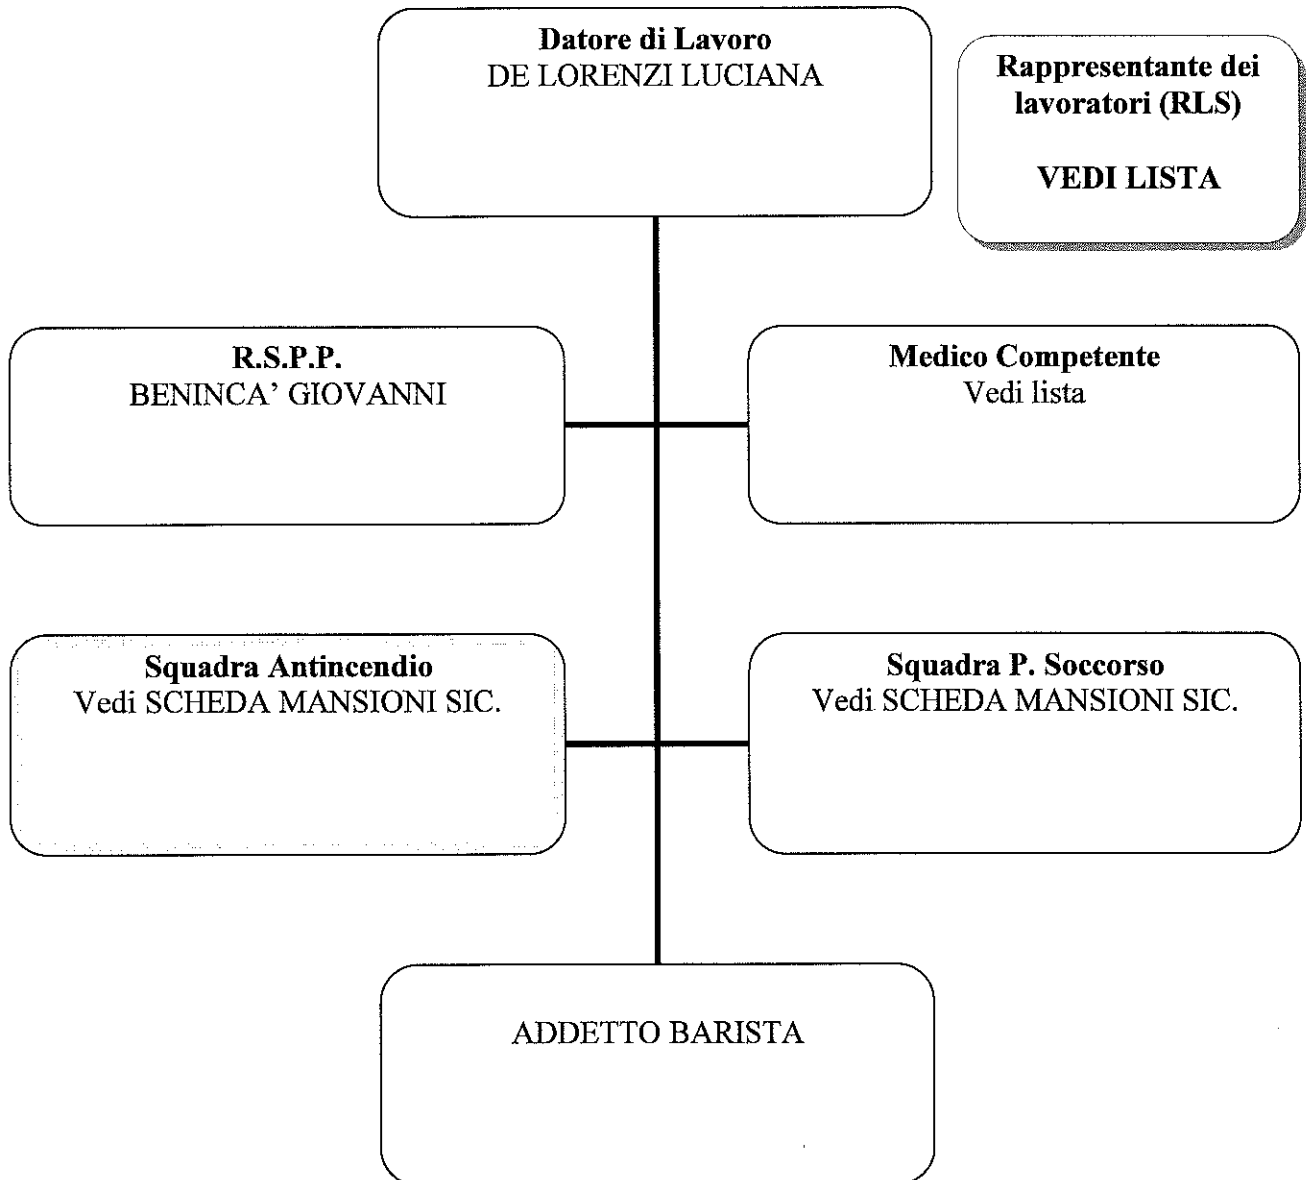 Datore di Lavoro
DE LORENZI LUCIANA
Rappresentante dei
lavoratori (RLS)
VEDI LISTA
R.S.P.P.
BENINCA’ GIOVANNI
Medico Competente
Vedi lista
Squadra Antincendio
Vedi SCHEDA MANSIONI SIC.
Squadra P. Soccorso
Vedi SCHEDA MANSIONI SIC.
ADDETTO BARISTA